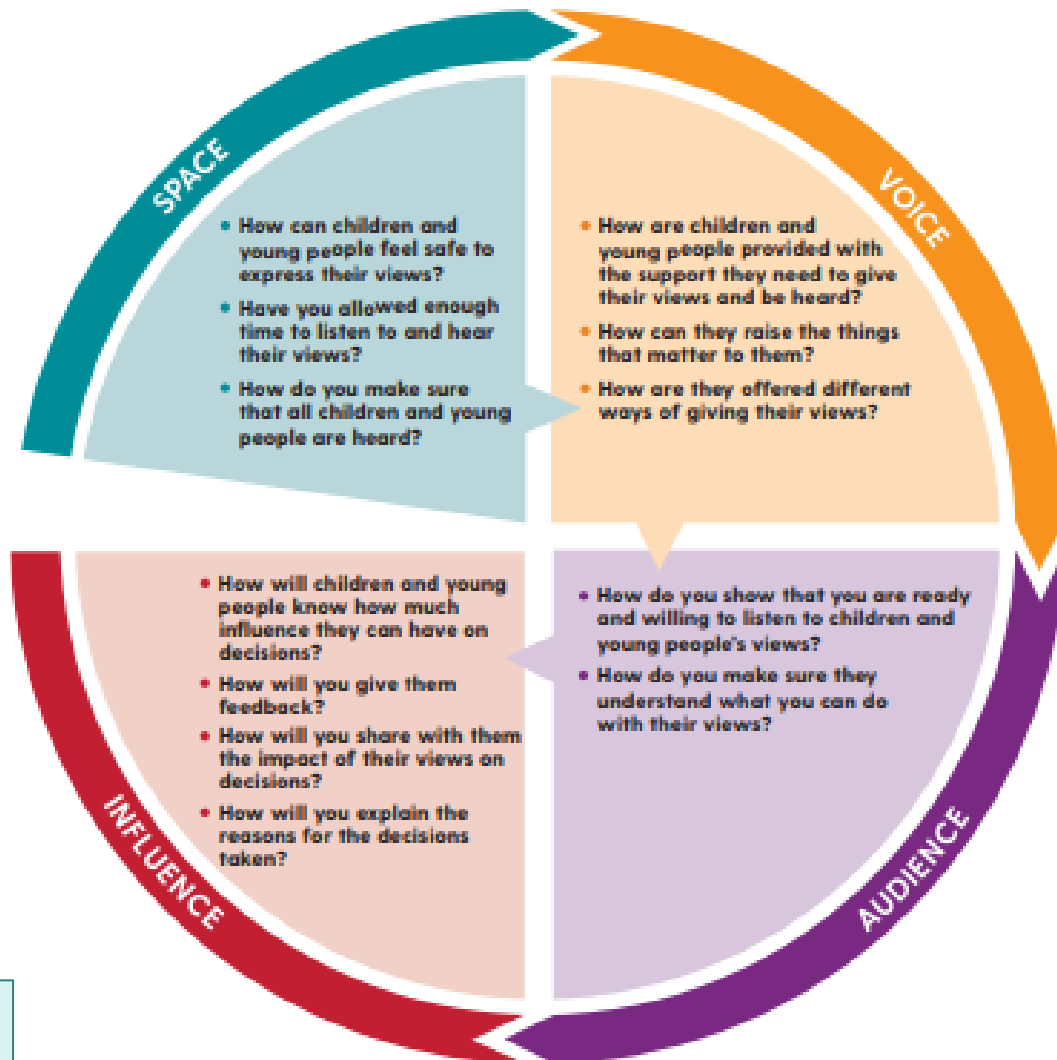 SPACE
• How can children and
young people feel safe to
express their views?
• Have you allowed enough
time to listen to and hear
their views?
• How do you make sure
that all children and young
people are heard?
VOICE
• How are children and
young people provided with
the support they need to give
their views and be heard?
• How can they raise the things
that matter to them?
• How are they offered different
ways of giving their views?
AUDIENCE
• How do you show that you are ready
and willing to listen to children and
young people's views?
• How do you make sure they
understand what you can do
with their views?
INFLUENCE
• How will children and young
people know how much
influence they can have on
decisions?
• How will you give them
feedback?
• How will you share with them
the impact of their views on
decisions?
• How will you explain the
reasons for the decisions
taken?